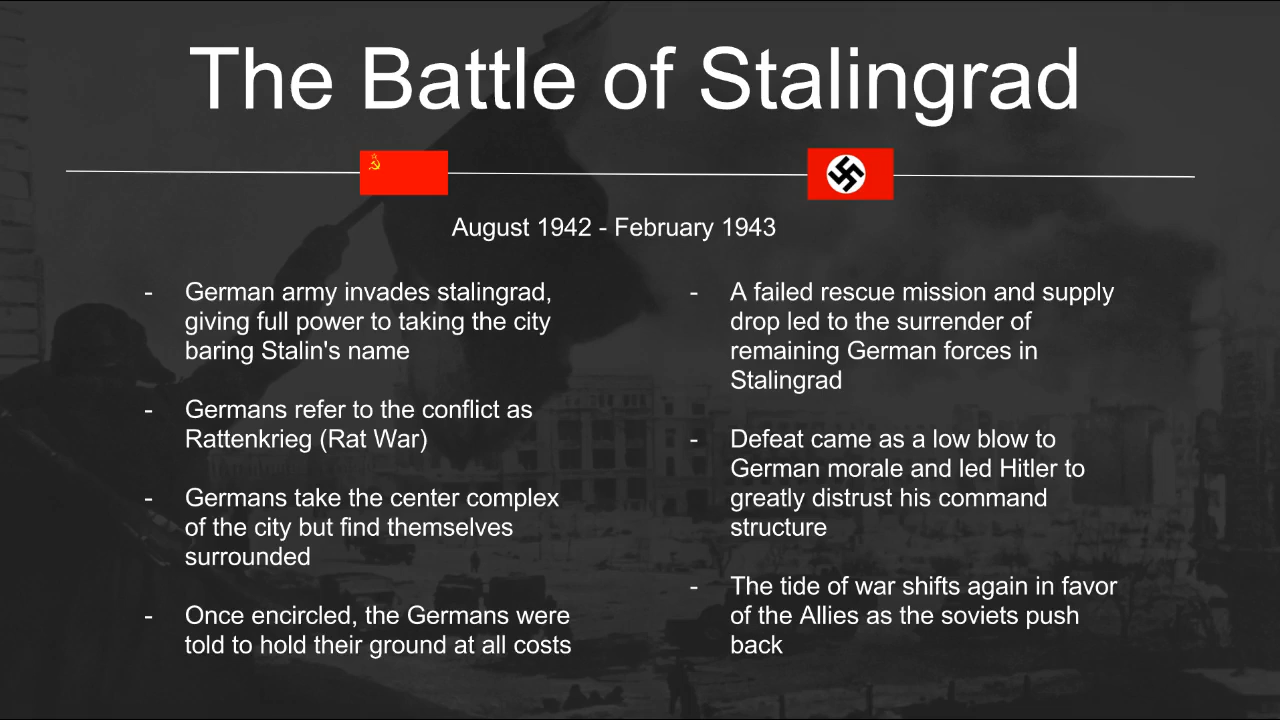 The Battle of Stalingrad
August 1942 - February 1943
- German army invades stalingrad,
giving full power to taking the city
baring Stalin's name
- Germans refer to the conflict as
Rattenkrieg (Rat War)
- Germans take the center complex
of the city but find themselves
surrounded
- Once encircled, the Germans were
told to hold their ground at all costs
- A failed rescue mission and supply
drop led to the surrender of
remaining German forces in
Stalingrad
- Defeat came as a low blow to
German morale and led Hitler to
greatly distrust his command
structure
- The tide of war shifts again in favor
of the Allies as the soviets push
back